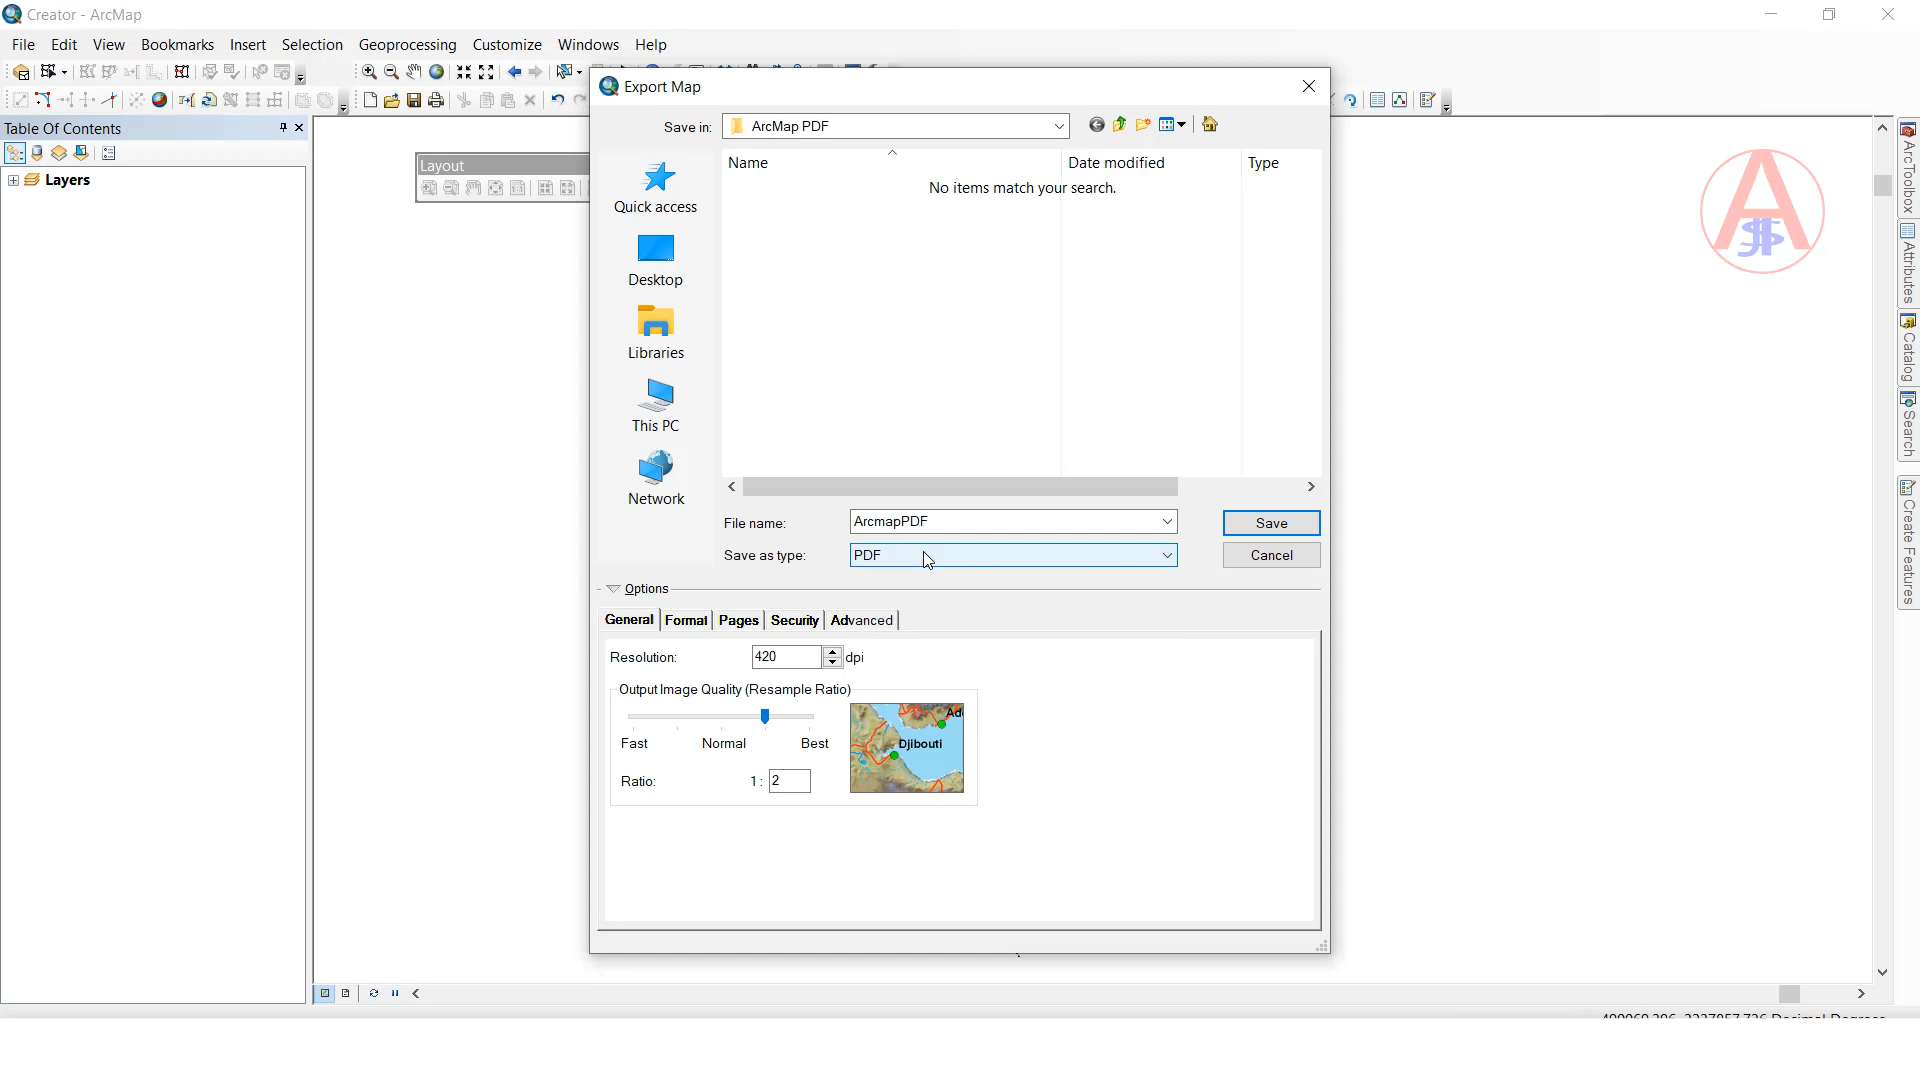 Creator - ArcMap
File Edit View Bookmarks Insert Selection Geoprocessing Customize Windows Help
Table Of Contents
Layers
Layout
Export Map
Save in: ArcMap PDF
Name Date modified Type
No items match your search.
Quick access
Desktop
Libraries
This PC
Network
File name: ArcmapPDF Save
Save as type: PDF Cancel
Options
General Format Pages Security Advanced
Resolution: 420 dpi
Output Image Quality (Resample Ratio)
Fast Normal Best
Ratio: 1: 2
Ad
Djibouti
ArcToolbox
Attributes
Catalog
Search
Create Features